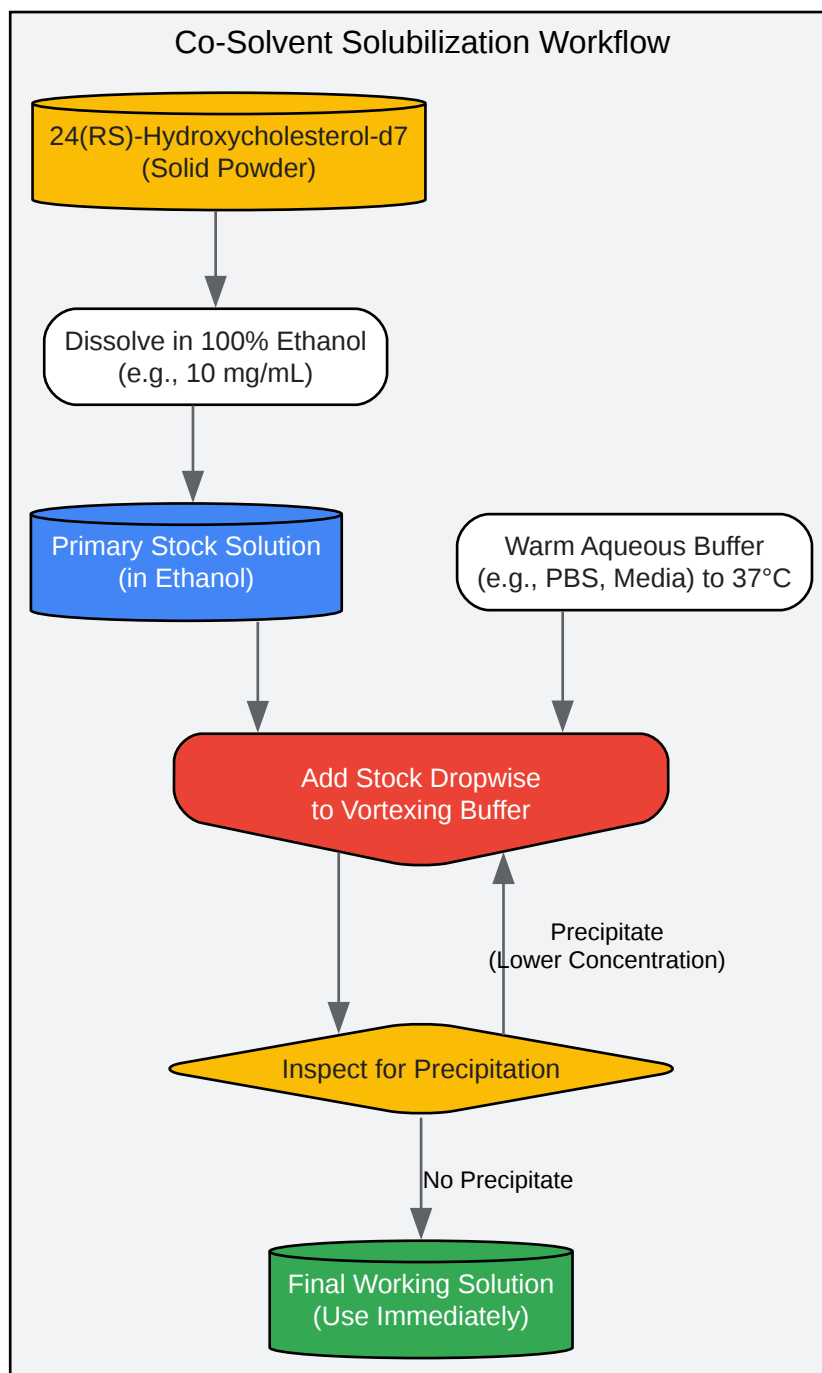 Co-Solvent Solubilization Workflow
24(RS)-Hydroxycholesterol-d7
(Solid Powder)
Dissolve in 100% Ethanol
(e.g., 10 mg/mL)
Primary Stock Solution
(in Ethanol)
Warm Aqueous Buffer
(e.g., PBS, Media) to 37°C
Add Stock Dropwise
to Vortexing Buffer
Precipitate
(Lower Concentration)
Inspect for Precipitation
No Precipitate
Final Working Solution
(Use Immediately)